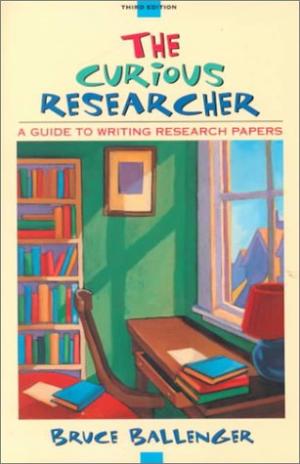 THIRD EDITION
THE
CURIOUS
RESEARCHER
A GUIDE TO WRITING RESEARCH PAPERS
BRUCE BALLENGER